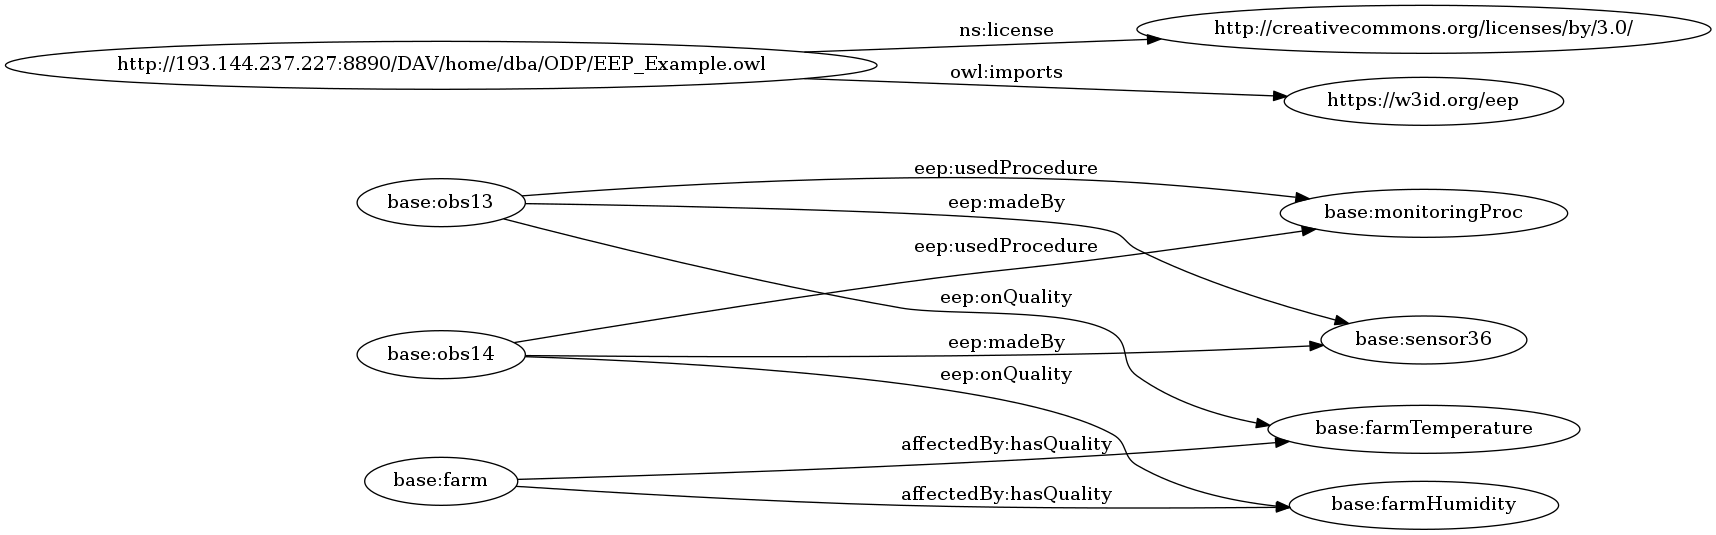 ns:license
http://creativecommons.org/licenses/by/3.0/
http://193.144.237.227:8890/DAV/home/dba/ODP/EEP_Example.owl
owl:imports
https://w3id.org/eep
eep:usedProcedure
base:obs13
eep:madeBy
base:monitoringProc
eep:usedProcedure
eep:onQuality
base:obs14
eep:madeBy
base:sensor36
eep:onQuality
base:farmTemperature
affectedBy:hasQuality
base:farm
affectedBy:hasQuality
base:farmHumidity